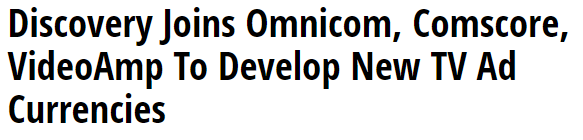 Discovery Joins Omnicom, Comscore,
VideoAmp To Develop New TV Ad
Currencies